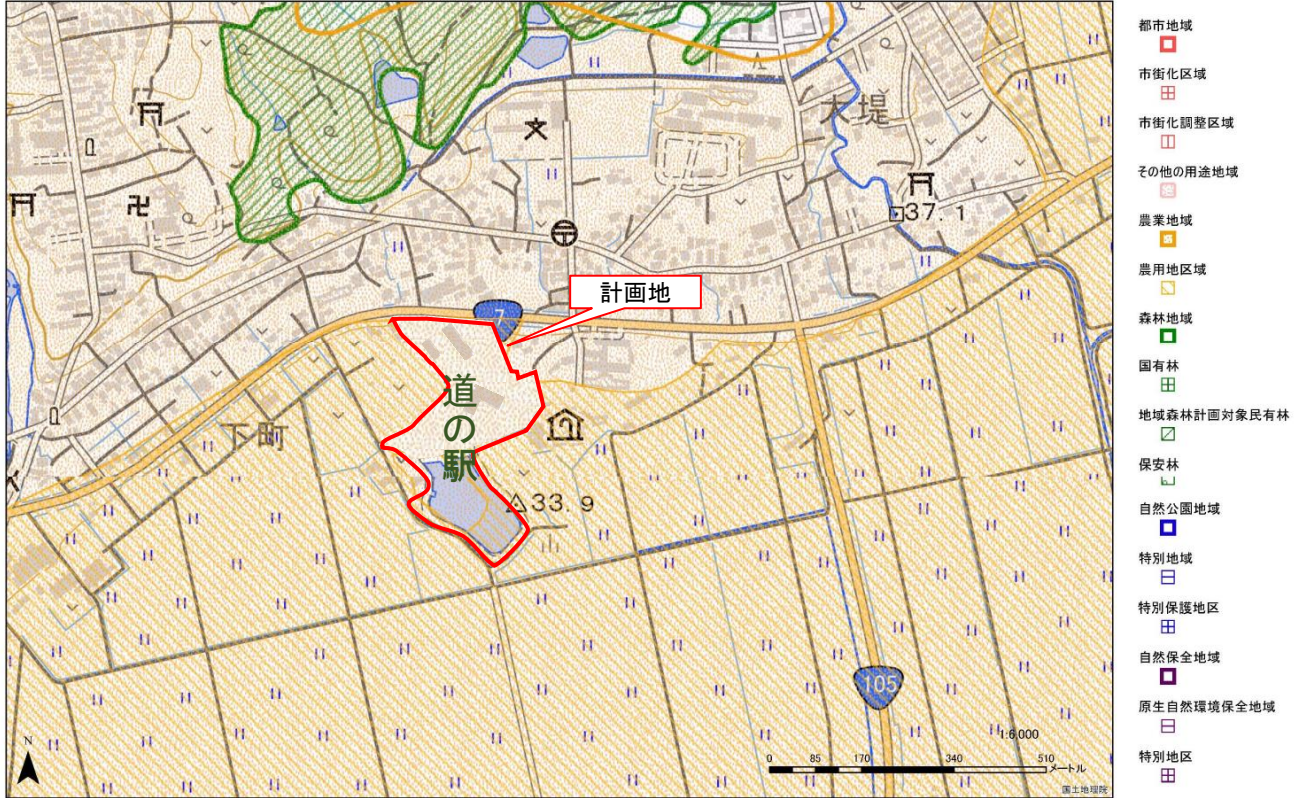 大堤
37.1
7
計画地
道の駅
下町
33.9
105
N
1:6,000
0 85 170 340 510
メートル
国土地理院
都市地域
市街化区域
市街化調整区域
その他の用途地域
農業地域
農用地区域
森林地域
国有林
地域森林計画対象民有林
保安林
自然公園地域
特別地域
特別保護地区
自然保全地域
原生自然環境保全地域
特別地区